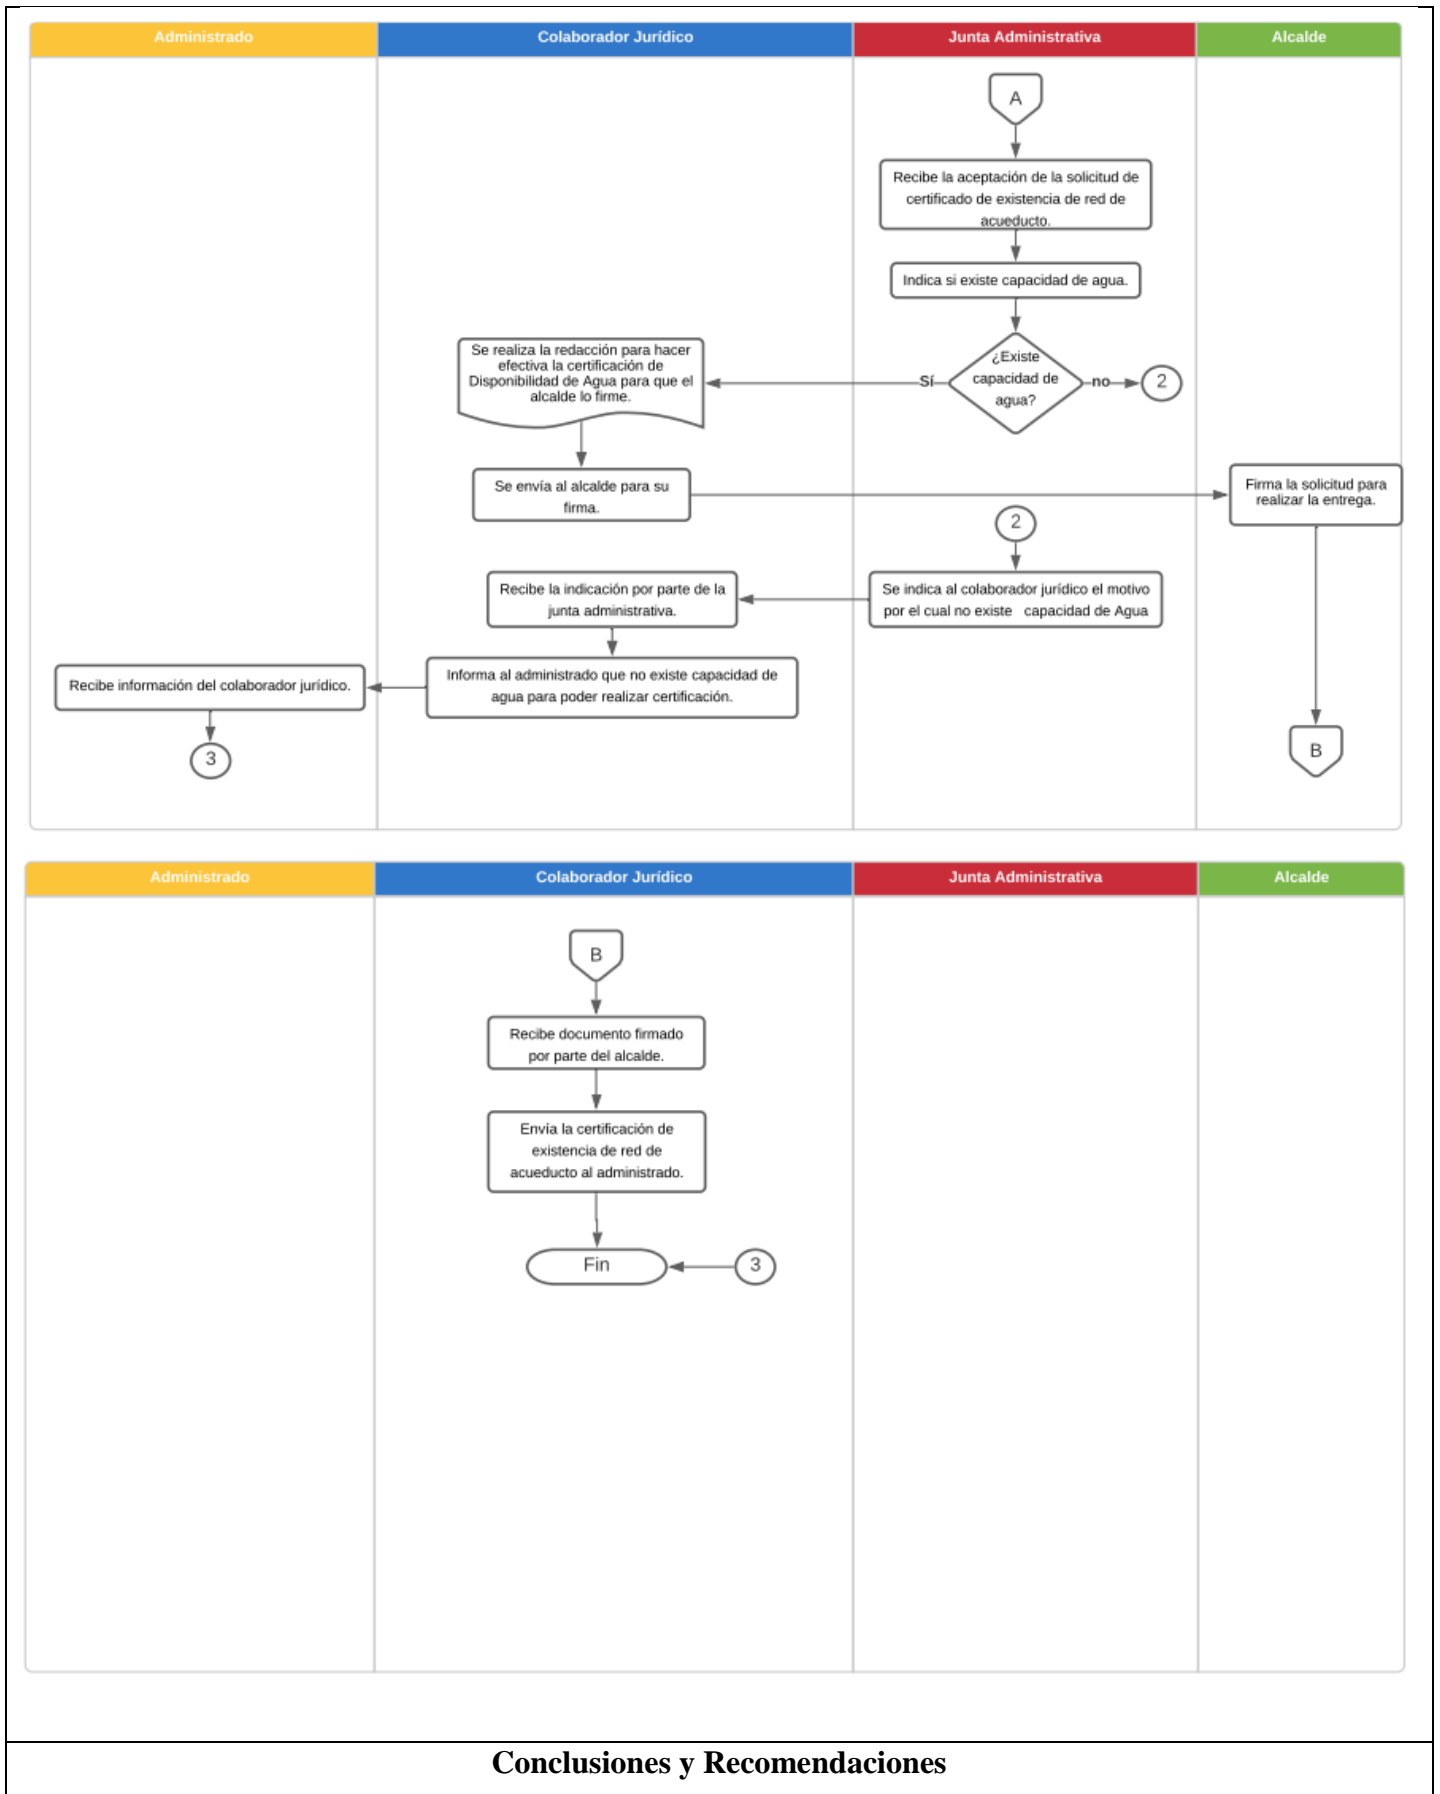 Administrado
Colaborador Jurídico
Junta Administrativa
Alcalde
A
Recibe la aceptación de la solicitud de
certificado de existencia de red de
acueducto.
Indica si existe capacidad de agua.
¿Existe
capacidad de
agua?
Sí
no
2
Se realiza la redacción para hacer
efectiva la certificación de
Disponibilidad de Agua para que el
alcalde lo firme.
Se envía al alcalde para su
firma.
Firma la solicitud para
realizar la entrega.
2
Se indica al colaborador jurídico el motivo
por el cual no existe capacidad de Agua
Recibe la indicación por parte de la
junta administrativa.
Informa al administrado que no existe capacidad de
agua para poder realizar certificación.
Recibe información del colaborador jurídico.
3
B
Administrado
Colaborador Jurídico
Junta Administrativa
Alcalde
B
Recibe documento firmado
por parte del alcalde.
Envía la certificación de
existencia de red de
acueducto al administrado.
Fin
3
Conclusiones y Recomendaciones